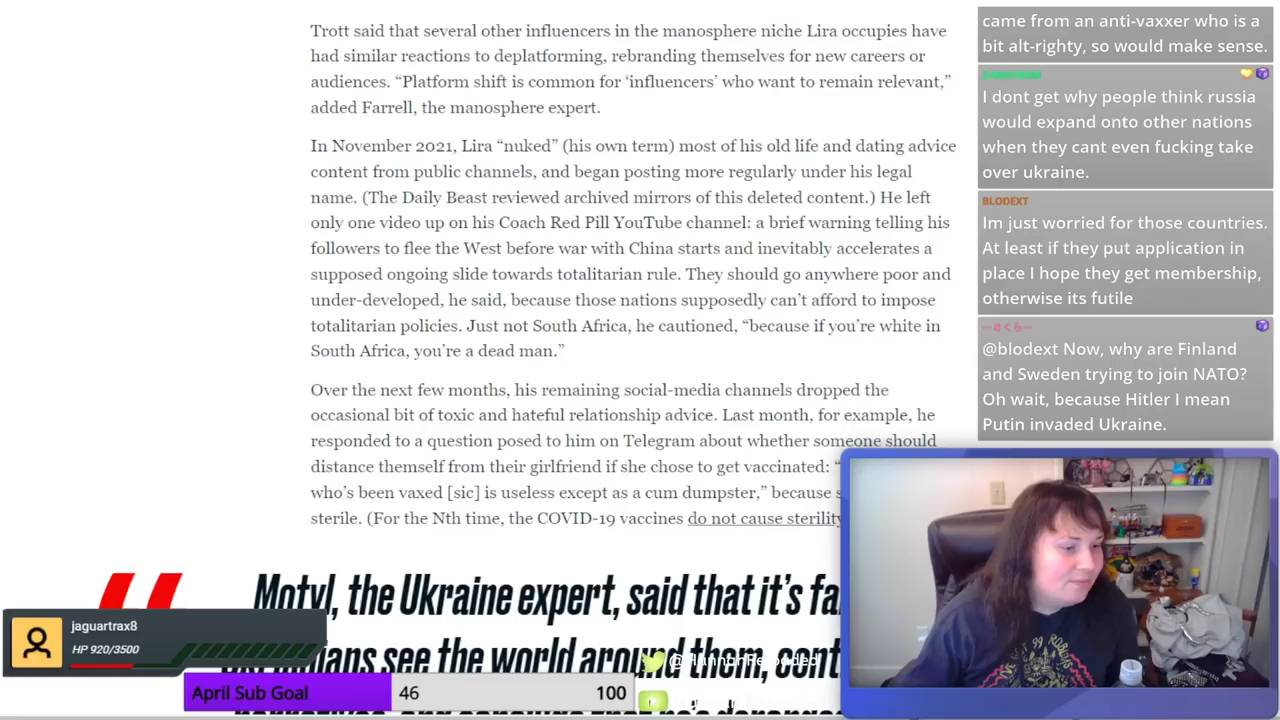 Trott said that several other influencers in the manosphere niche Lira occupies have
had similar reactions to deplatforming, rebranding themselves for new careers or
audiences. “Platform shift is common for ‘influencers’ who want to remain relevant,”
added Farrell, the manosphere expert.
In November 2021, Lira “nuked” (his own term) most of his old life and dating advice
content from public channels, and began posting more regularly under his legal
name. (The Daily Beast reviewed archived mirrors of this deleted content.) He left
only one video up on his Coach Red Pill YouTube channel: a brief warning telling his
followers to flee the West before war with China starts and inevitably accelerates a
supposed ongoing slide towards totalitarian rule. They should go anywhere poor and
under-developed, he said, because those nations supposedly can’t afford to impose
totalitarian policies. Just not South Africa, he cautioned, “because if you’re white in
South Africa, you’re a dead man.”
Over the next few months, his remaining social-media channels dropped the
occasional bit of toxic and hateful relationship advice. Last month, for example, he
responded to a question posed to him on Telegram about whether someone should
distance themself from their girlfriend if she chose to get vaccinated: “
who’s been vaxed [sic] is useless except as a cum dumpster,” because
sterile. (For the Nth time, the COVID-19 vaccines do not cause sterility
Motyl, the Ukraine expert, said that it’s
see the world around them,
came from an anti-vaxxer who is a
bit alt-righty, so would make sense.
I dont get why people think russia
would expand onto other nations
when they cant even fucking take
over ukraine.
BLODEXT
Im just worried for those countries.
At least if they put application in
place I hope they get membership,
otherwise its futile
ーさくらー
@blodext Now, why are Finland
and Sweden trying to join NATO?
Oh wait, because Hitler I mean
Putin invaded Ukraine.
jaguartrax8
HP 920/3500
April Sub Goal 46 100